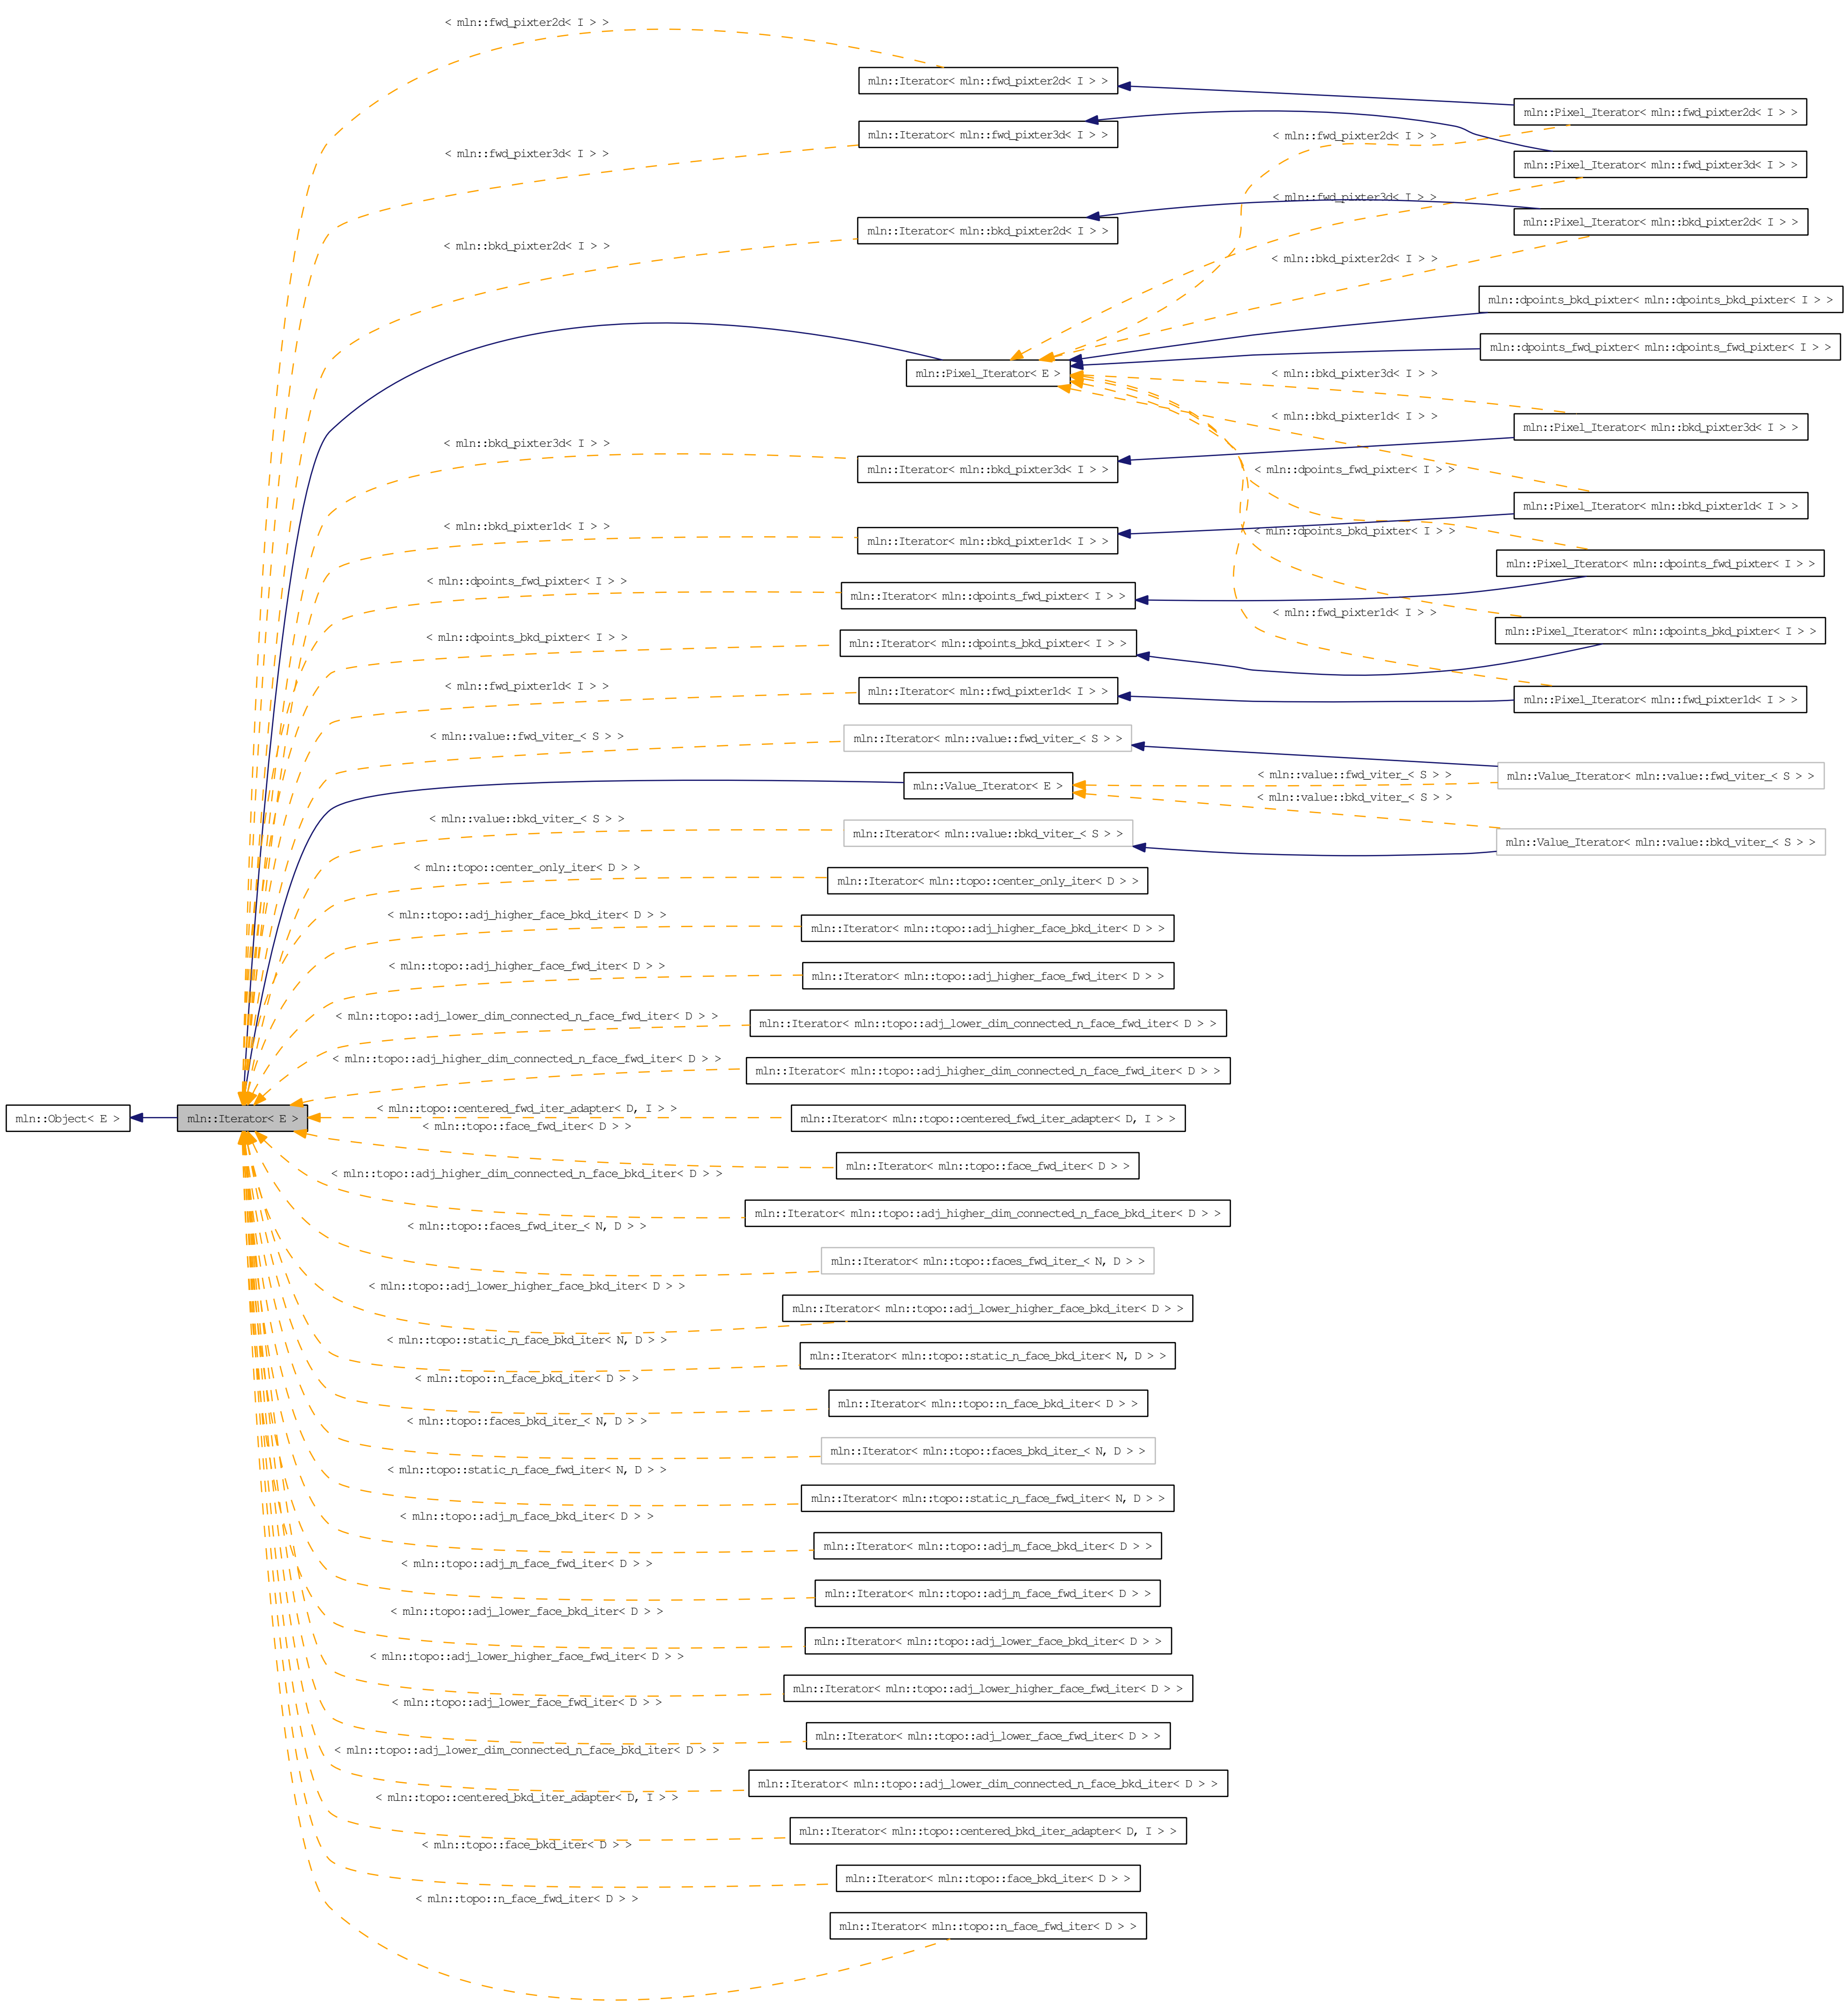 < mln::fwd_pixter2d< I > >
mln::Iterator< mln::fwd_pixter2d< I > >
mln::Pixel_Iterator< mln::fwd_pixter2d< I > >
mln::Iterator< mln::fwd_pixter3d< I > >
< mln::fwd_pixter2d< I > >
< mln::fwd_pixter3d< I > >
mln::Pixel_Iterator< mln::fwd_pixter3d< I > >
< mln::fwd_pixter3d< I > >
mln::Pixel_Iterator< mln::bkd_pixter2d< I > >
mln::Iterator< mln::bkd_pixter2d< I > >
< mln::bkd_pixter2d< I > >
< mln::bkd_pixter2d< I > >
mln::dpoints_bkd_pixter< mln::dpoints_bkd_pixter< I > >
mln::dpoints_fwd_pixter< mln::dpoints_fwd_pixter< I > >
mln::Pixel_Iterator< E >
< mln::bkd_pixter3d< I > >
< mln::bkd_pixter1d< I > >
mln::Pixel_Iterator< mln::bkd_pixter3d< I > >
< mln::bkd_pixter3d< I > >
mln::Iterator< mln::bkd_pixter3d< I > >
< mln::dpoints_fwd_pixter< I > >
mln::Pixel_Iterator< mln::bkd_pixter1d< I > >
< mln::bkd_pixter1d< I > >
mln::Iterator< mln::bkd_pixter1d< I > >
< mln::dpoints_bkd_pixter< I > >
mln::Pixel_Iterator< mln::dpoints_fwd_pixter< I > >
< mln::dpoints_fwd_pixter< I > >
mln::Iterator< mln::dpoints_fwd_pixter< I > >
< mln::fwd_pixter1d< I > >
mln::Pixel_Iterator< mln::dpoints_bkd_pixter< I > >
< mln::dpoints_bkd_pixter< I > >
mln::Iterator< mln::dpoints_bkd_pixter< I > >
< mln::fwd_pixter1d< I > >
mln::Iterator< mln::fwd_pixter1d< I > >
mln::Pixel_Iterator< mln::fwd_pixter1d< I > >
< mln::value::fwd_viter_< S > >
mln::Iterator< mln::value::fwd_viter_< S > >
< mln::value::fwd_viter_< S > >
mln::Value_Iterator< mln::value::fwd_viter_< S > >
mln::Value_Iterator< E >
< mln::value::bkd_viter_< S > >
< mln::value::bkd_viter_< S > >
mln::Iterator< mln::value::bkd_viter_< S > >
mln::Value_Iterator< mln::value::bkd_viter_< S > >
< mln::topo::center_only_iter< D > >
mln::Iterator< mln::topo::center_only_iter< D > >
< mln::topo::adj_higher_face_bkd_iter< D > >
mln::Iterator< mln::topo::adj_higher_face_bkd_iter< D > >
< mln::topo::adj_higher_face_fwd_iter< D > >
mln::Iterator< mln::topo::adj_higher_face_fwd_iter< D > >
< mln::topo::adj_lower_dim_connected_n_face_fwd_iter< D > >
mln::Iterator< mln::topo::adj_lower_dim_connected_n_face_fwd_iter< D > >
< mln::topo::adj_higher_dim_connected_n_face_fwd_iter< D > >
mln::Iterator< mln::topo::adj_higher_dim_connected_n_face_fwd_iter< D > >
mln::Object< E >
mln::Iterator< E >
< mln::topo::centered_fwd_iter_adapter< D, I > >
mln::Iterator< mln::topo::centered_fwd_iter_adapter< D, I > >
< mln::topo::face_fwd_iter< D > >
mln::Iterator< mln::topo::face_fwd_iter< D > >
< mln::topo::adj_higher_dim_connected_n_face_bkd_iter< D > >
mln::Iterator< mln::topo::adj_higher_dim_connected_n_face_bkd_iter< D > >
< mln::topo::faces_fwd_iter_< N, D > >
mln::Iterator< mln::topo::faces_fwd_iter_< N, D > >
< mln::topo::adj_lower_higher_face_bkd_iter< D > >
mln::Iterator< mln::topo::adj_lower_higher_face_bkd_iter< D > >
< mln::topo::static_n_face_bkd_iter< N, D > >
mln::Iterator< mln::topo::static_n_face_bkd_iter< N, D > >
< mln::topo::n_face_bkd_iter< D > >
mln::Iterator< mln::topo::n_face_bkd_iter< D > >
< mln::topo::faces_bkd_iter_< N, D > >
mln::Iterator< mln::topo::faces_bkd_iter_< N, D > >
< mln::topo::static_n_face_fwd_iter< N, D > >
mln::Iterator< mln::topo::static_n_face_fwd_iter< N, D > >
< mln::topo::adj_m_face_bkd_iter< D > >
mln::Iterator< mln::topo::adj_m_face_bkd_iter< D > >
< mln::topo::adj_m_face_fwd_iter< D > >
mln::Iterator< mln::topo::adj_m_face_fwd_iter< D > >
< mln::topo::adj_lower_face_bkd_iter< D > >
mln::Iterator< mln::topo::adj_lower_face_bkd_iter< D > >
< mln::topo::adj_lower_higher_face_fwd_iter< D > >
mln::Iterator< mln::topo::adj_lower_higher_face_fwd_iter< D > >
< mln::topo::adj_lower_face_fwd_iter< D > >
mln::Iterator< mln::topo::adj_lower_face_fwd_iter< D > >
< mln::topo::adj_lower_dim_connected_n_face_bkd_iter< D > >
mln::Iterator< mln::topo::adj_lower_dim_connected_n_face_bkd_iter< D > >
< mln::topo::centered_bkd_iter_adapter< D, I > >
mln::Iterator< mln::topo::centered_bkd_iter_adapter< D, I > >
< mln::topo::face_bkd_iter< D > >
mln::Iterator< mln::topo::face_bkd_iter< D > >
< mln::topo::n_face_fwd_iter< D > >
mln::Iterator< mln::topo::n_face_fwd_iter< D > >